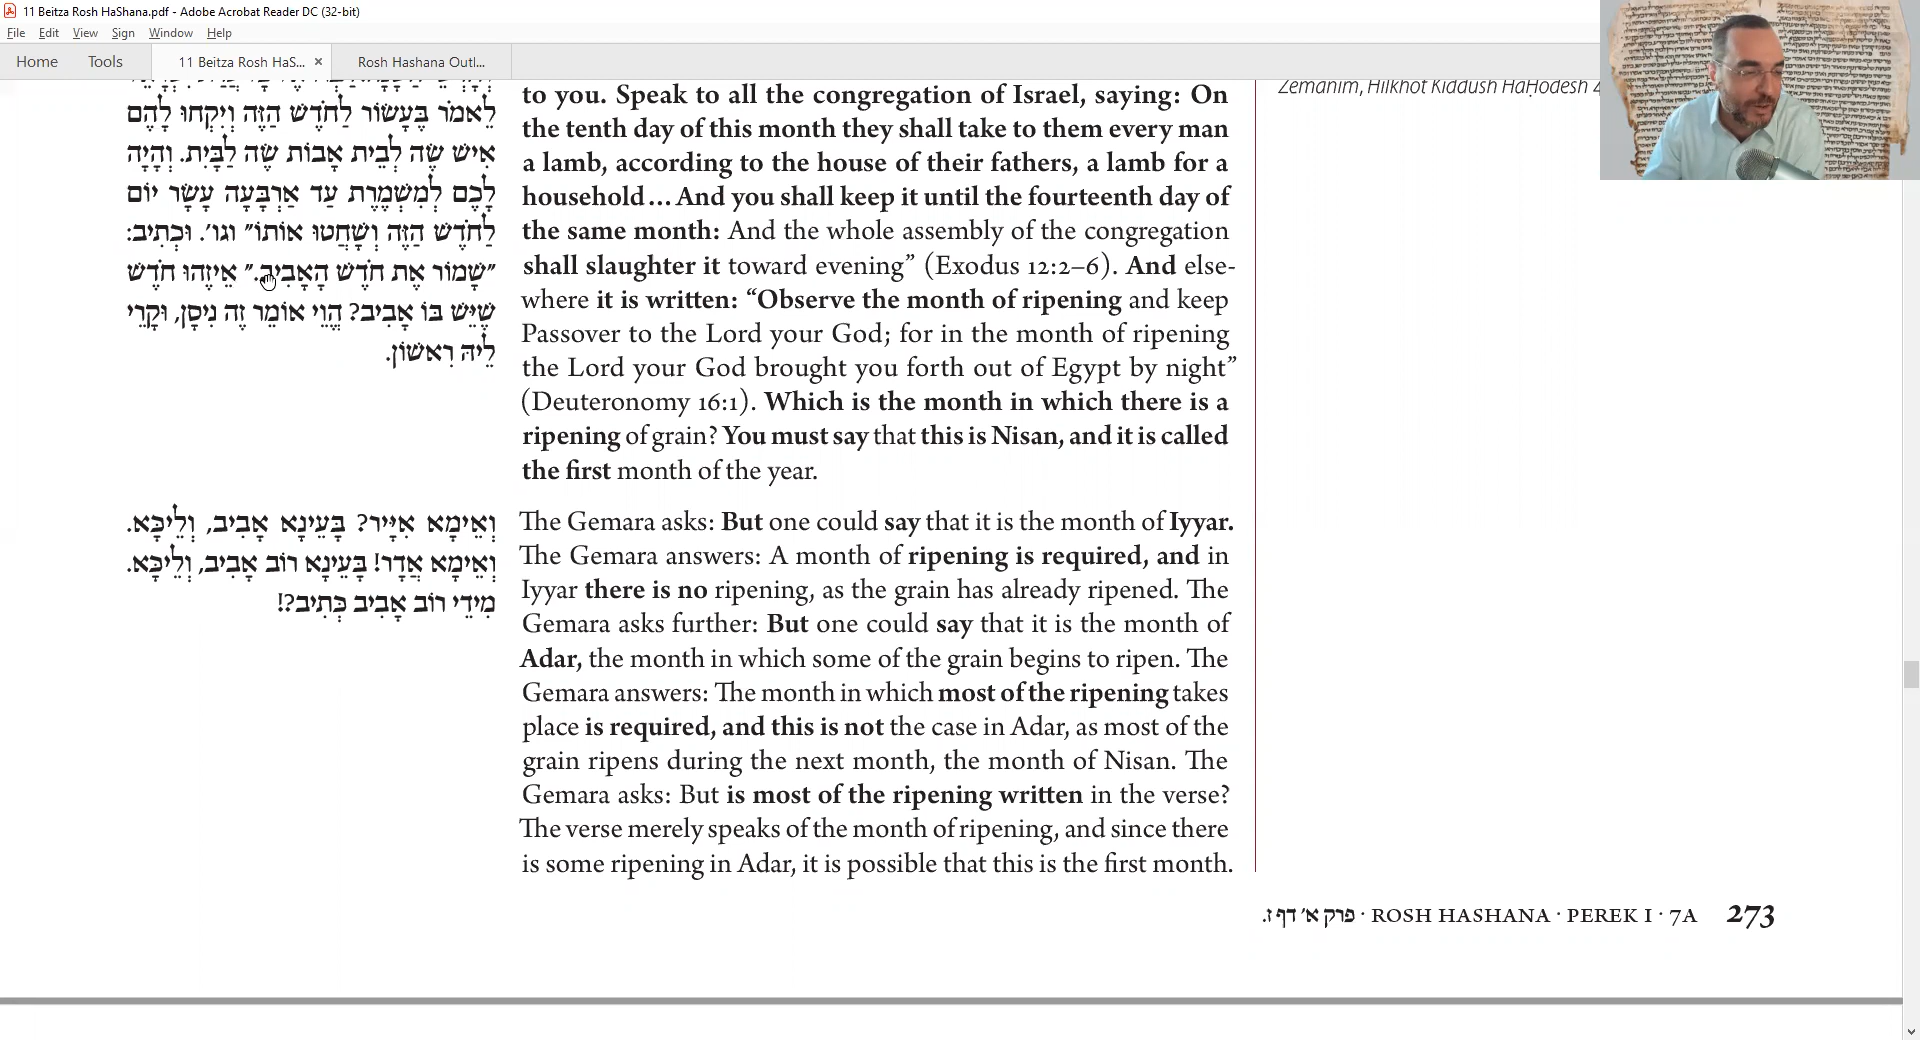 11 Beitza Rosh HaShana.pdf - Adobe Acrobat Reader DC (32-bit)
File Edit View Sign Window Help
Home Tools 11 Beitza Rosh HaS... × Rosh Hashana Outl...
לֵאמֹר בֶּעָשׂוֹר לַחֹדֶשׁ הַזֶּה וְיִקְחוּ לָהֶם
אִישׁ שֶׂה לְבֵית אָבוֹת שֶׂה לַבָּיִת. וְהָיָה
לָכֶם לְמִשְׁמֶרֶת עַד אַרְבָּעָה עָשָׂר יוֹם
לַחֹדֶשׁ הַזֶּה וְשָׁחֲטוּ אוֹתוֹ״ וגו׳. וּכְתִיב:
״שָׁמוֹר אֶת חֹדֶשׁ הָאָבִיב.״ אֵיזֶהוּ חֹדֶשׁ
שֶׁיֵּשׁ בּוֹ אָבִיב? הֱוֵי אוֹמֵר זֶה נִיסָן, וְקָרֵי
לֵיהּ רִאשׁוֹן.
to you. Speak to all the congregation of Israel, saying: On
the tenth day of this month they shall take to them every man
a lamb, according to the house of their fathers, a lamb for a
household… And you shall keep it until the fourteenth day of
the same month: And the whole assembly of the congregation
shall slaughter it toward evening” (Exodus 12:2–6). And else-
where it is written: “Observe the month of ripening and keep
Passover to the Lord your God; for in the month of ripening
the Lord your God brought you forth out of Egypt by night”
(Deuteronomy 16:1). Which is the month in which there is a
ripening of grain? You must say that this is Nisan, and it is called
the first month of the year.
Zemanim, Hilkhot Kiddush HaḤodesh 4
וְאֵימָא אִיָּיר? בָּעֵינָא אָבִיב, וְלֵיכָּא.
וְאֵימָא אֲדָר! בָּעֵינָא רוֹב אָבִיב, וְלֵיכָּא.
מִידֵי רוֹב אָבִיב כְּתִיב?!
The Gemara asks: But one could say that it is the month of Iyyar.
The Gemara answers: A month of ripening is required, and in
Iyyar there is no ripening, as the grain has already ripened. The
Gemara asks further: But one could say that it is the month of
Adar, the month in which some of the grain begins to ripen. The
Gemara answers: The month in which most of the ripening takes
place is required, and this is not the case in Adar, as most of the
grain ripens during the next month, the month of Nisan. The
Gemara asks: But is most of the ripening written in the verse?
The verse merely speaks of the month of ripening, and since there
is some ripening in Adar, it is possible that this is the first month.
פרק א׳ דף ז. · ROSH HASHANA · PEREK I · 7A 273